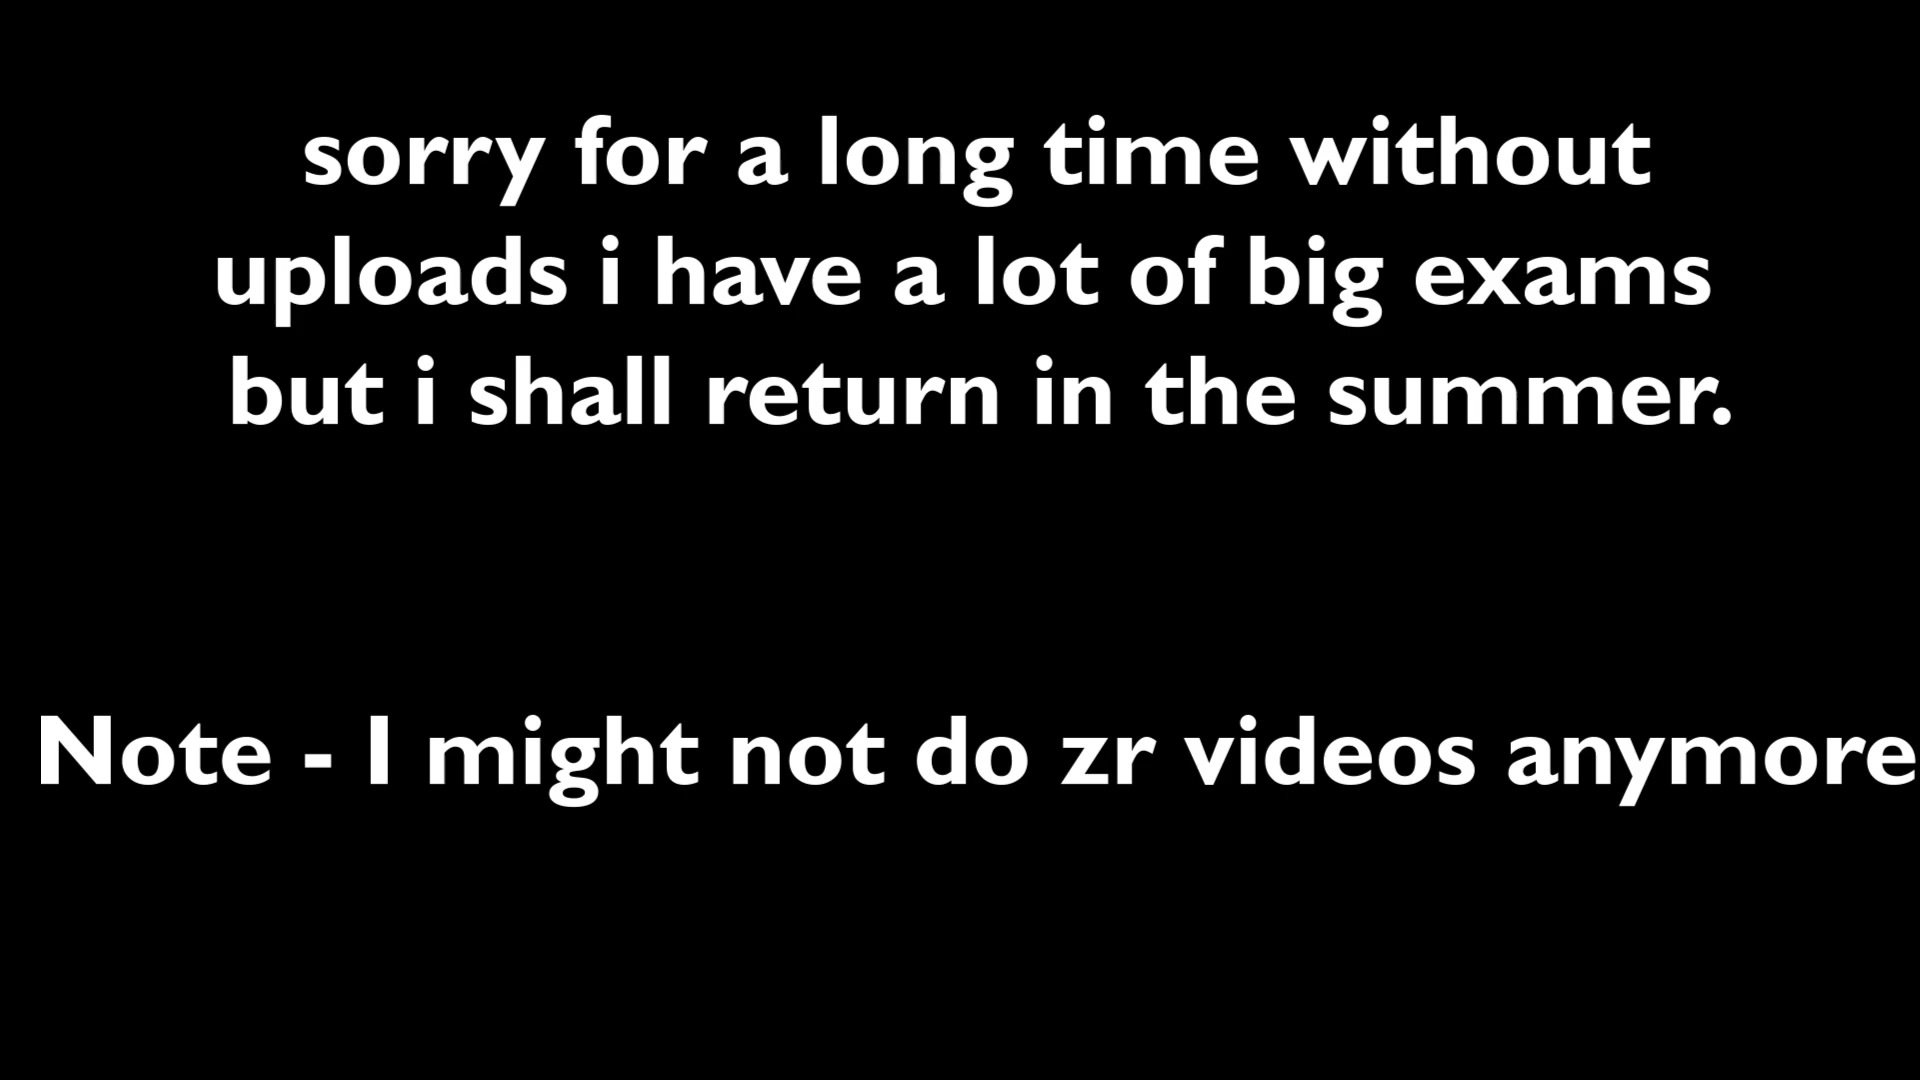 sorry for a long time without
uploads i have a lot of big exams
but i shall return in the summer.
Note - I might not do zr videos anymore